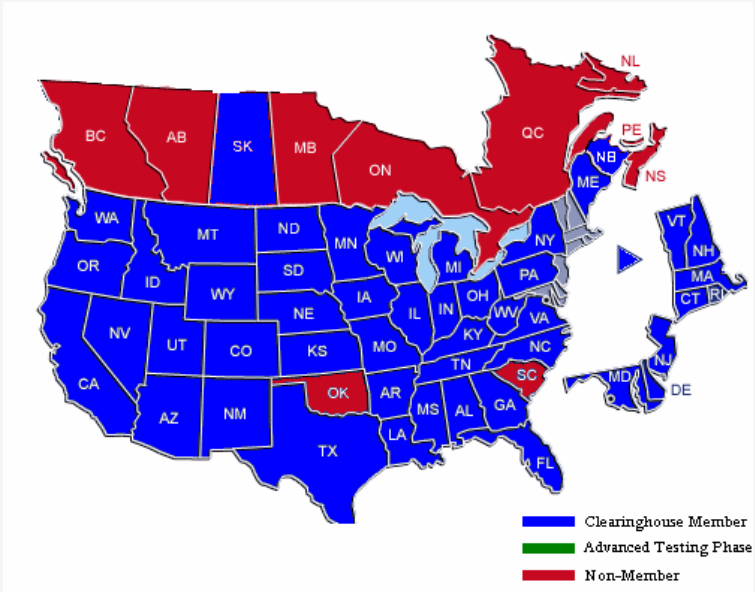 NL
QC
PE
BC
AB
SK
MB
ON
NB
NS
ME
WA
MT
ND
MN
WI
MI
NY
VT
NH
OR
ID
SD
WY
IA
PA
MA
CT
RI
NV
UT
CO
NE
KS
MO
IL
IN
OH
WV
VA
KY
NC
TN
NJ
CA
AZ
NM
OK
AR
SC
MD
DE
TX
LA
MS
AL
GA
FL
Clearinghouse Member
Advanced Testing Phase
Non-Member